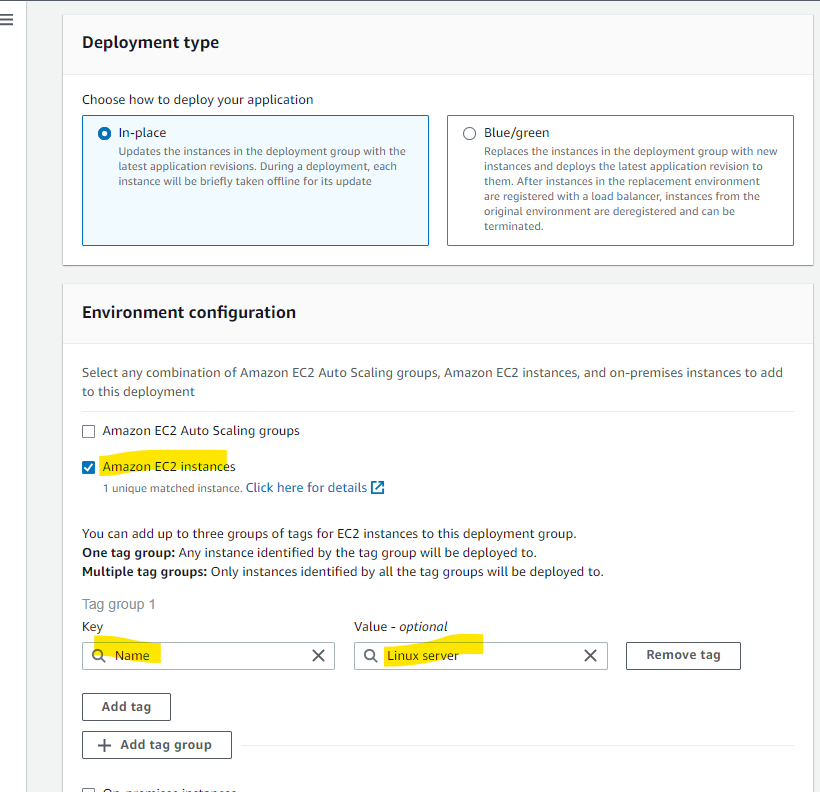 Deployment type
Choose how to deploy your application
In-place
Updates the instances in the deployment group with the
latest application revisions. During a deployment, each
instance will be briefly taken offline for its update
Blue/green
Replaces the instances in the deployment group with new
instances and deploys the latest application revision to
them. After instances in the replacement environment
are registered with a load balancer, instances from the
original environment are deregistered and can be
terminated.
Environment configuration
Select any combination of Amazon EC2 Auto Scaling groups, Amazon EC2 instances, and on-premises instances to add
to this deployment
Amazon EC2 Auto Scaling groups
Amazon EC2 instances
1 unique matched instance. Click here for details
You can add up to three groups of tags for EC2 instances to this deployment group.
One tag group: Any instance identified by the tag group will be deployed to.
Multiple tag groups: Only instances identified by all the tag groups will be deployed to.
Tag group 1
Key
Value - optional
Name
Linux server
Remove tag
Add tag
Add tag group
On-premises instances